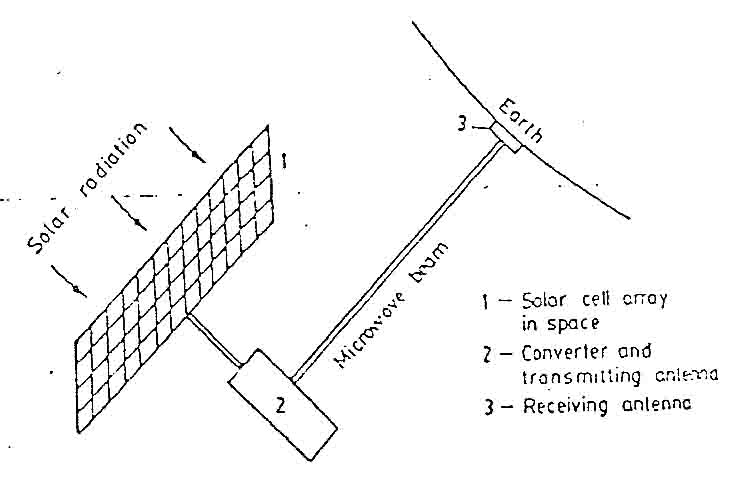 Solar radiation
1
2
3
Earth
Microwave beam
1 - Solar cell array
in space
2 - Converter and
transmitting antenna
3 - Receiving antenna